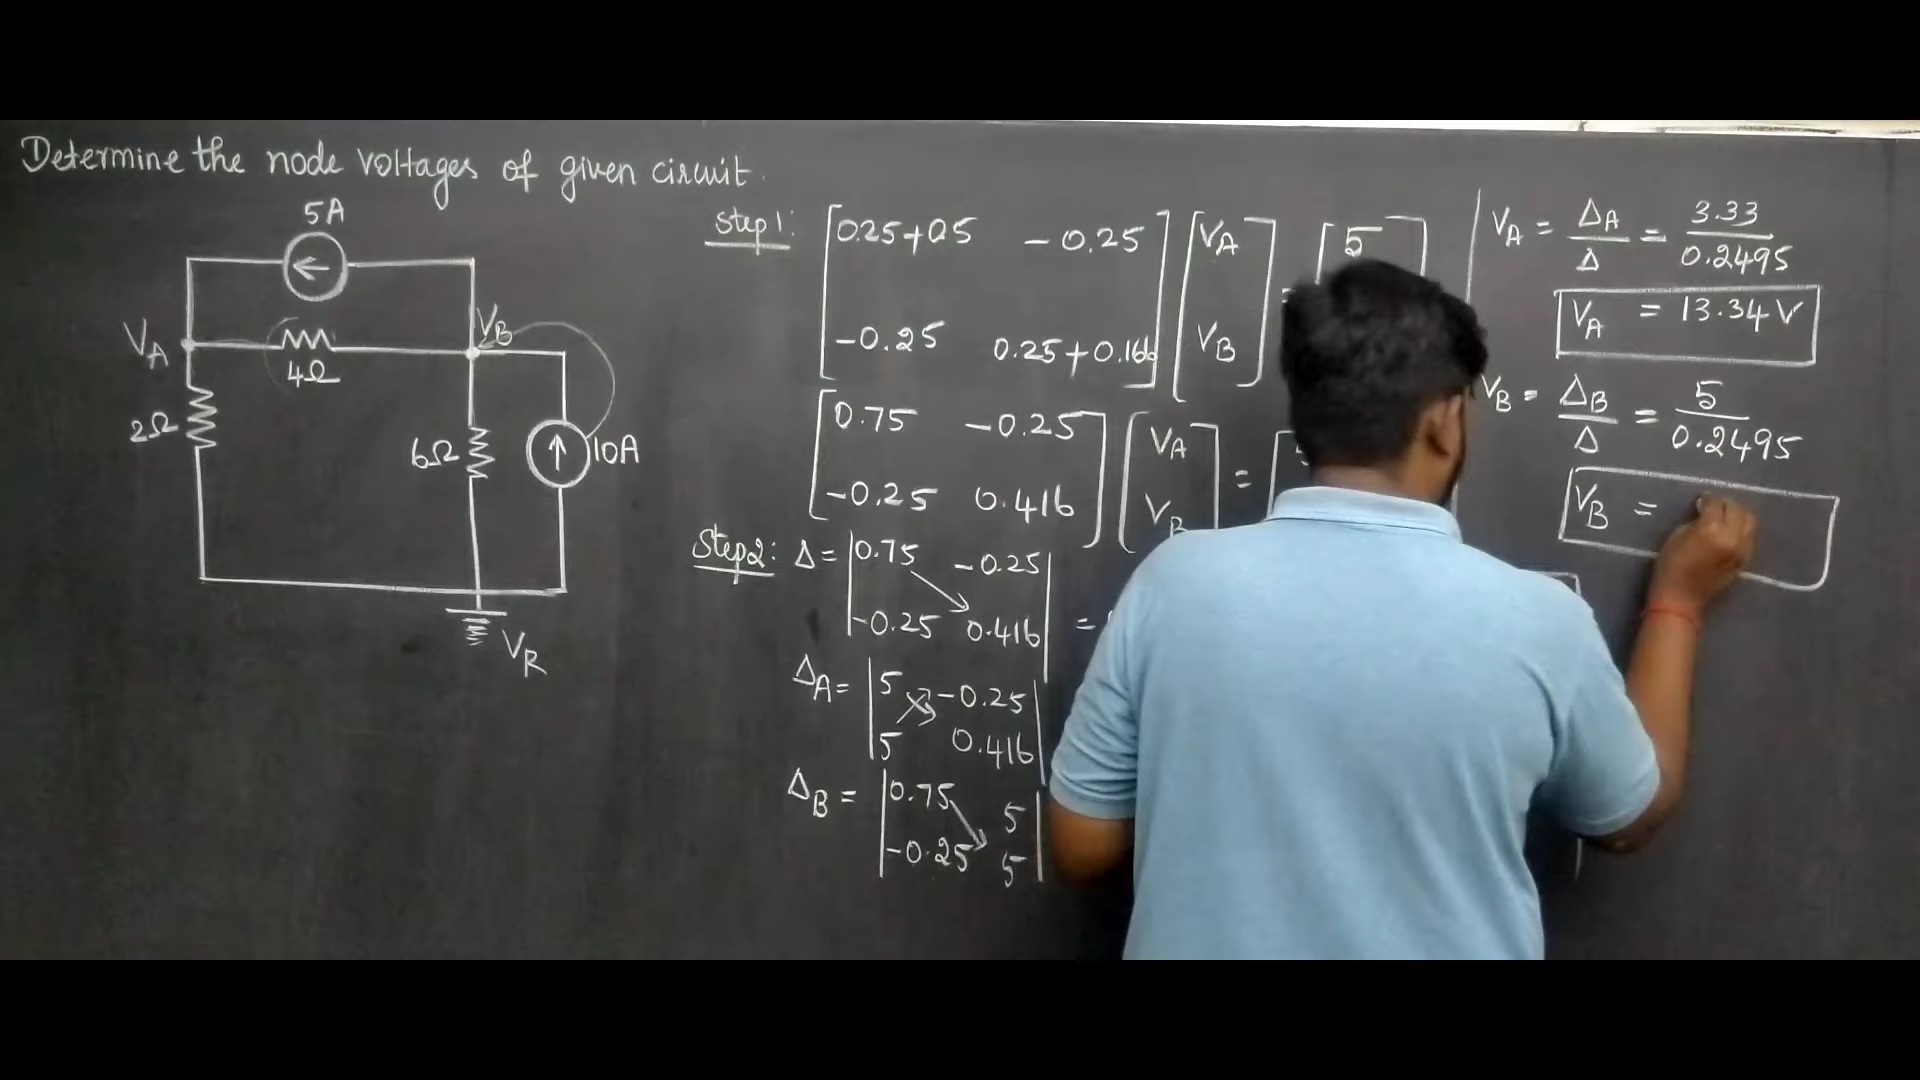 Determine the node voltages of given circuit.
5A
VA
4Ω
VB
2Ω
6Ω
10A
VR
Step1:
0.25+0.5 -0.25
-0.25 0.25+0.166
VA
VB
=
5
0.75 -0.25
-0.25 0.416
VA
VB
=
Step2: Δ = 0.75 -0.25
-0.25 0.416 =
ΔA = 5 -0.25
5 0.416
ΔB = 0.75 5
-0.25 5
VA = ΔA/Δ = 3.33/0.2495
VA = 13.34 V
VB = ΔB/Δ = 5/0.2495
VB =